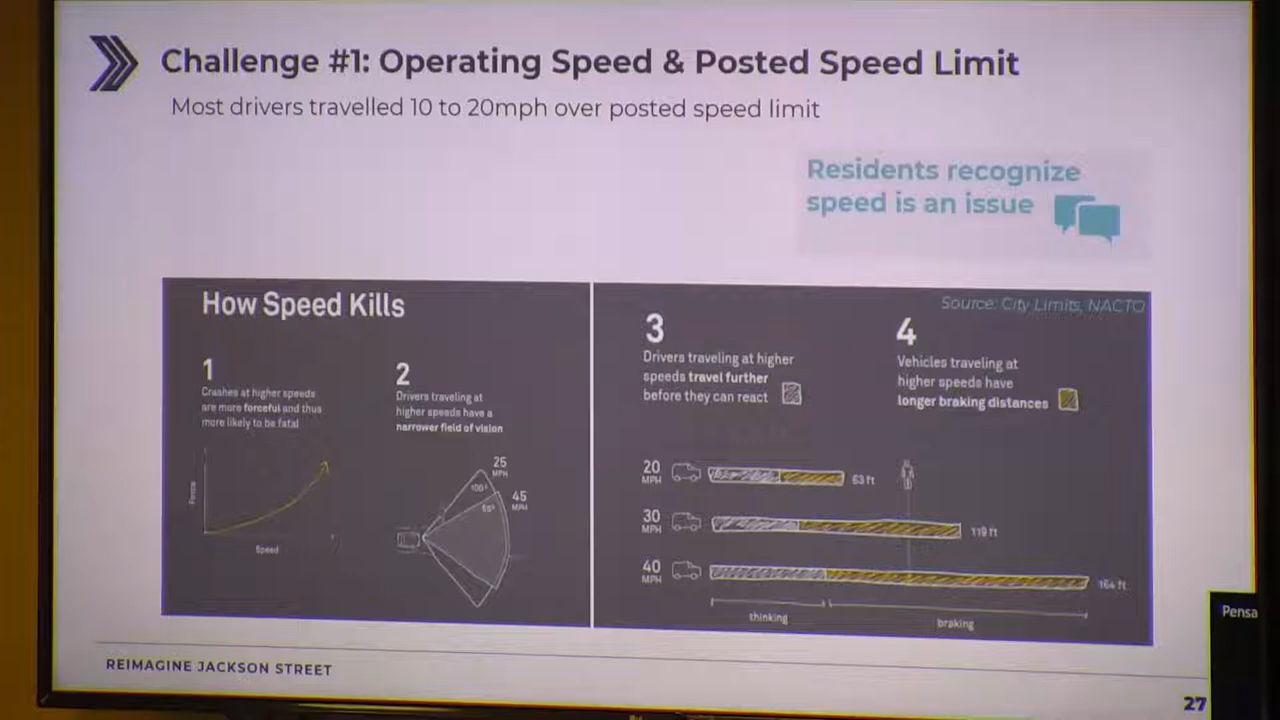 Challenge #1: Operating Speed & Posted Speed Limit
Most drivers travelled 10 to 20mph over posted speed limit
Residents recognize
speed is an issue
How Speed Kills
Source: City Limits, NACTO
1
Crashes at higher speeds
are more forceful and thus
more likely to be fatal
Force
Speed
2
Drivers traveling at
higher speeds have a
narrower field of vision
25
MPH
100°
45
MPH
65°
3
Drivers traveling at higher
speeds travel further
before they can react
4
Vehicles traveling at
higher speeds have
longer braking distances
20
MPH
63 ft
30
MPH
119 ft
40
MPH
164 ft
thinking
braking
REIMAGINE JACKSON STREET
27
Pensa